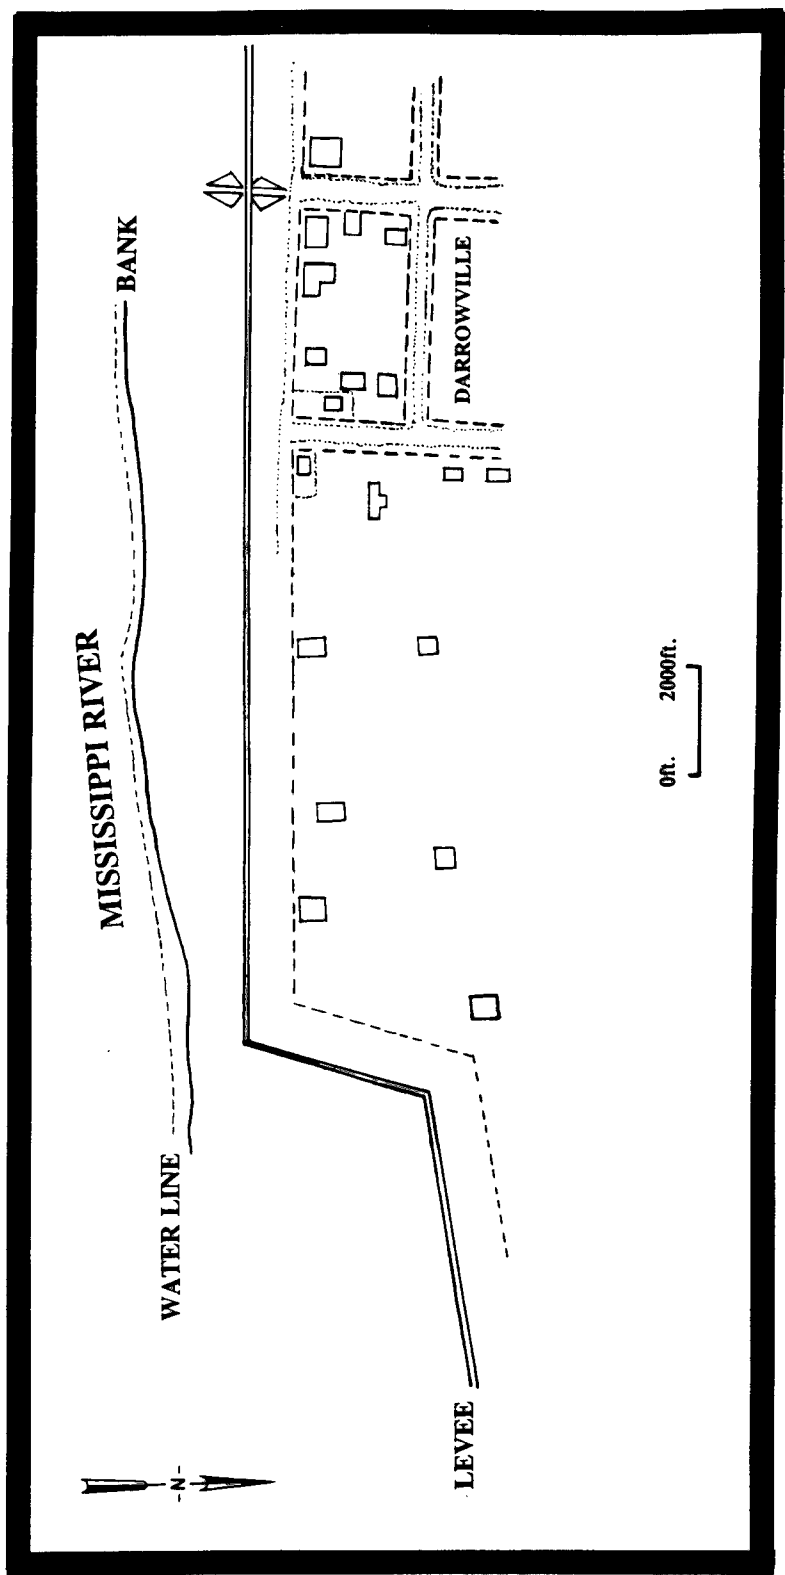 BANK
MISSISSIPPI RIVER
WATER LINE
DARROWVILLE
LEVEE
0ft. 2000ft.
-N-